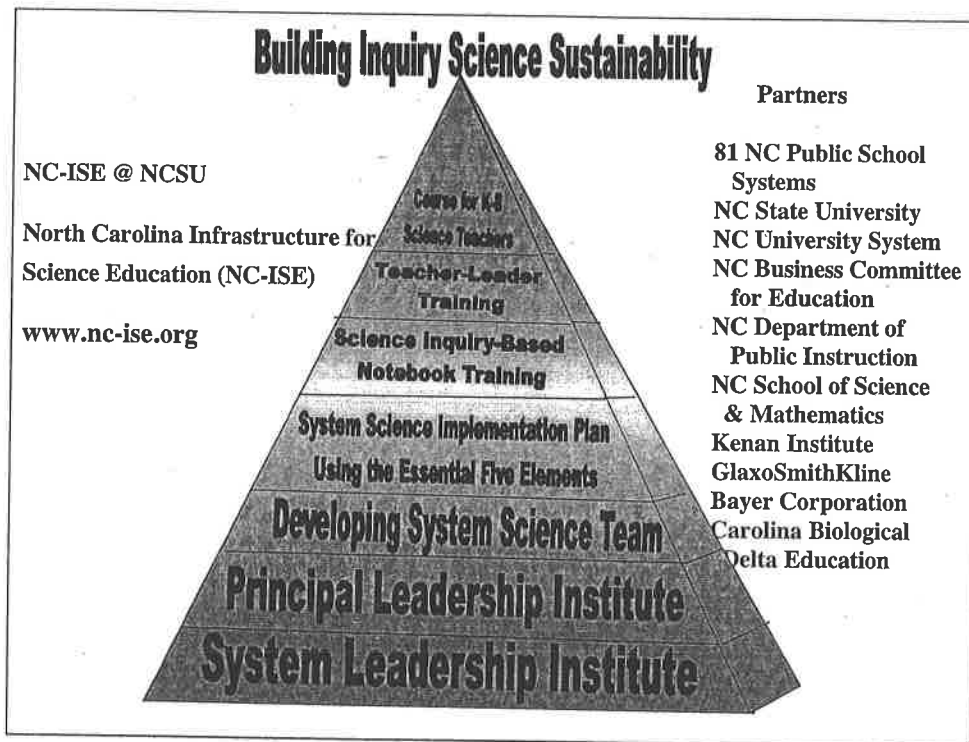 Building Inquiry Science Sustainability
NC-ISE @ NCSU
North Carolina Infrastructure for
Science Education (NC-ISE)
www.nc-ise.org
Course for K-8
Science Teachers
Teacher-Leader
Training
Science Inquiry-Based
Notebook Training
System Science Implementation Plan
Using the Essential Five Elements
Developing System Science Team
Principal Leadership Institute
System Leadership Institute
Partners
81 NC Public School
Systems
NC State University
NC University System
NC Business Committee
for Education
NC Department of
Public Instruction
NC School of Science
& Mathematics
Kenan Institute
GlaxoSmithKline
Bayer Corporation
Carolina Biological
Delta Education